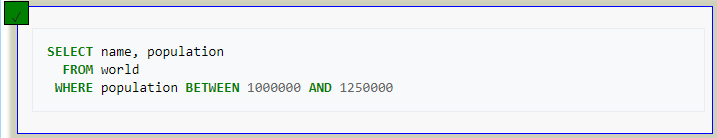 ✓
SELECT name, population
FROM world
WHERE population BETWEEN 1000000 AND 1250000